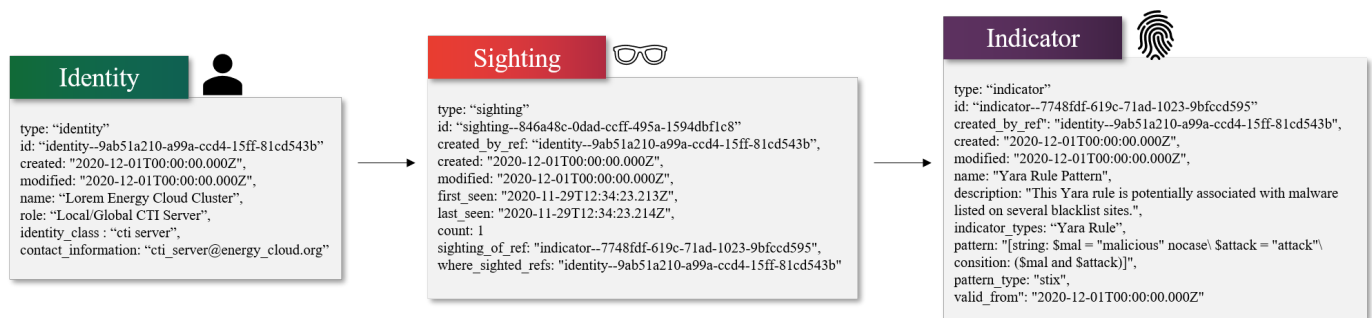 Identity
type: “identity”
id: “identity--9ab51a210-a99a-ccd4-15ff-81cd543b”
created: "2020-12-01T00:00:00.000Z",
modified: "2020-12-01T00:00:00.000Z",
name: “Lorem Energy Cloud Cluster”,
role: “Local/Global CTI Server”,
identity_class : “cti server”,
contact_information: “cti_server@energy_cloud.org”
Sighting
type: “sighting”
id: “sighting--846a48c-0dad-ccff-495a-1594dbf1c8”
created_by_ref: “identity--9ab51a210-a99a-ccd4-15ff-81cd543b”,
created: "2020-12-01T00:00:00.000Z",
modified: "2020-12-01T00:00:00.000Z",
first_seen: "2020-11-29T12:34:23.213Z",
last_seen: "2020-11-29T12:34:23.214Z",
count: 1
sighting_of_ref: "indicator--7748fdf-619c-71ad-1023-9bfccd595”,
where_sighted_refs: "identity--9ab51a210-a99a-ccd4-15ff-81cd543b"
Indicator
type: “indicator”
id: “indicator--7748fdf-619c-71ad-1023-9bfccd595”
created_by_ref": "identity--9ab51a210-a99a-ccd4-15ff-81cd543b",
created: "2020-12-01T00:00:00.000Z",
modified: "2020-12-01T00:00:00.000Z",
name: "Yara Rule Pattern",
description: "This Yara rule is potentially associated with malware
listed on several blacklist sites.",
indicator_types: “Yara Rule”,
pattern: "[string: $mal = "malicious" nocase\ $attack = "attack"\
consition: ($mal and $attack)]",
pattern_type: "stix",
valid_from": "2020-12-01T00:00:00.000Z"